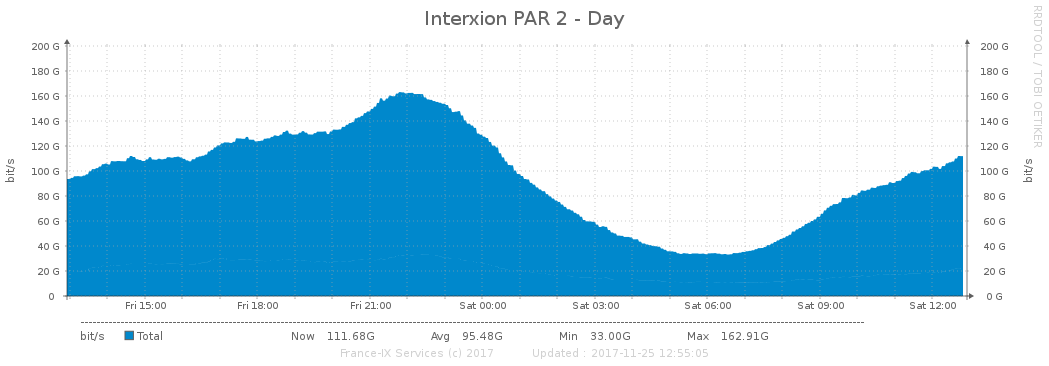 Interxion PAR 2 - Day
RRDTOOL / TOBI OETIKER
200 G 200 G
180 G 180 G
160 G 160 G
140 G 140 G
120 G 120 G
100 G 100 G
80 G 80 G
60 G 60 G
40 G 40 G
20 G 20 G
0 0 G
bit/s bit/s
Fri 15:00 Fri 18:00 Fri 21:00 Sat 00:00 Sat 03:00 Sat 06:00 Sat 09:00 Sat 12:00
bit/s Total Now 111.68G Avg 95.48G Min 33.00G Max 162.91G
France-IX Services (c) 2017 Updated : 2017-11-25 12:55:05